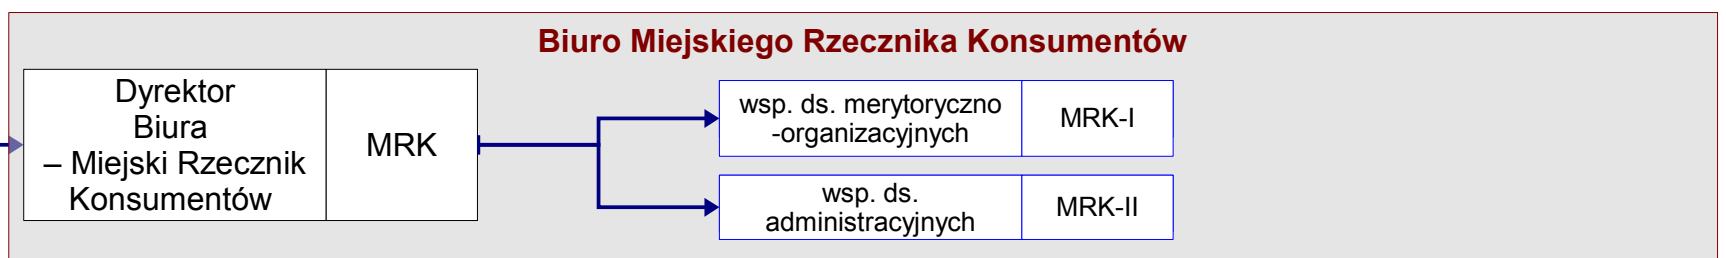 Biuro Miejskiego Rzecznika Konsumentów
Dyrektor
Biura
– Miejski Rzecznik
Konsumentów
MRK
wsp. ds. merytoryczno
-organizacyjnych
MRK-I
wsp. ds.
administracyjnych
MRK-II